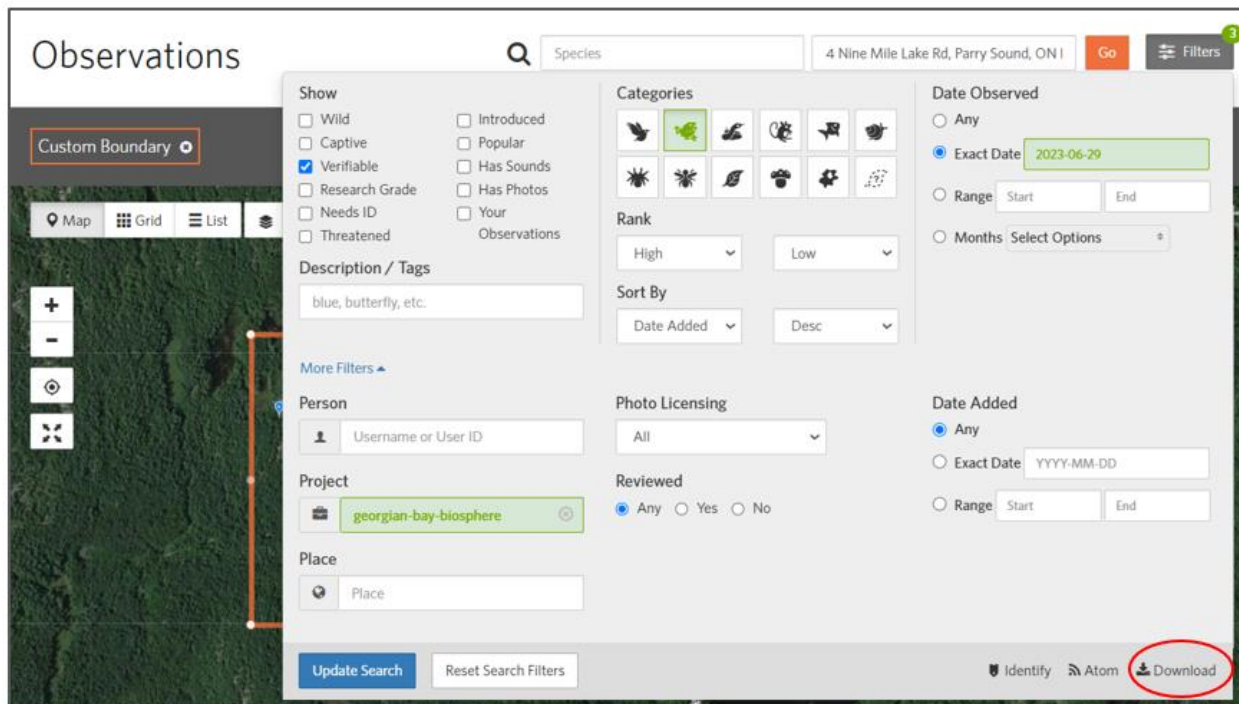 Observations
Species
4 Nine Mile Lake Rd, Parry Sound, ON
Go
Filters
3
Custom Boundary
Map
Grid
List
Show
Wild
Captive
Verifiable
Research Grade
Needs ID
Threatened
Introduced
Popular
Has Sounds
Has Photos
Your
Observations
Description / Tags
blue, butterfly, etc.
Categories
Rank
High
Low
Sort By
Date Added
Desc
Date Observed
Any
Exact Date
2023-06-29
Range
Start
End
Months
Select Options
More Filters
Person
Username or User ID
Project
georgian-bay-biosphere
Place
Place
Photo Licensing
All
Reviewed
Any
Yes
No
Date Added
Any
Exact Date
YYYY-MM-DD
Range
Start
End
Update Search
Reset Search Filters
Identify
Atom
Download